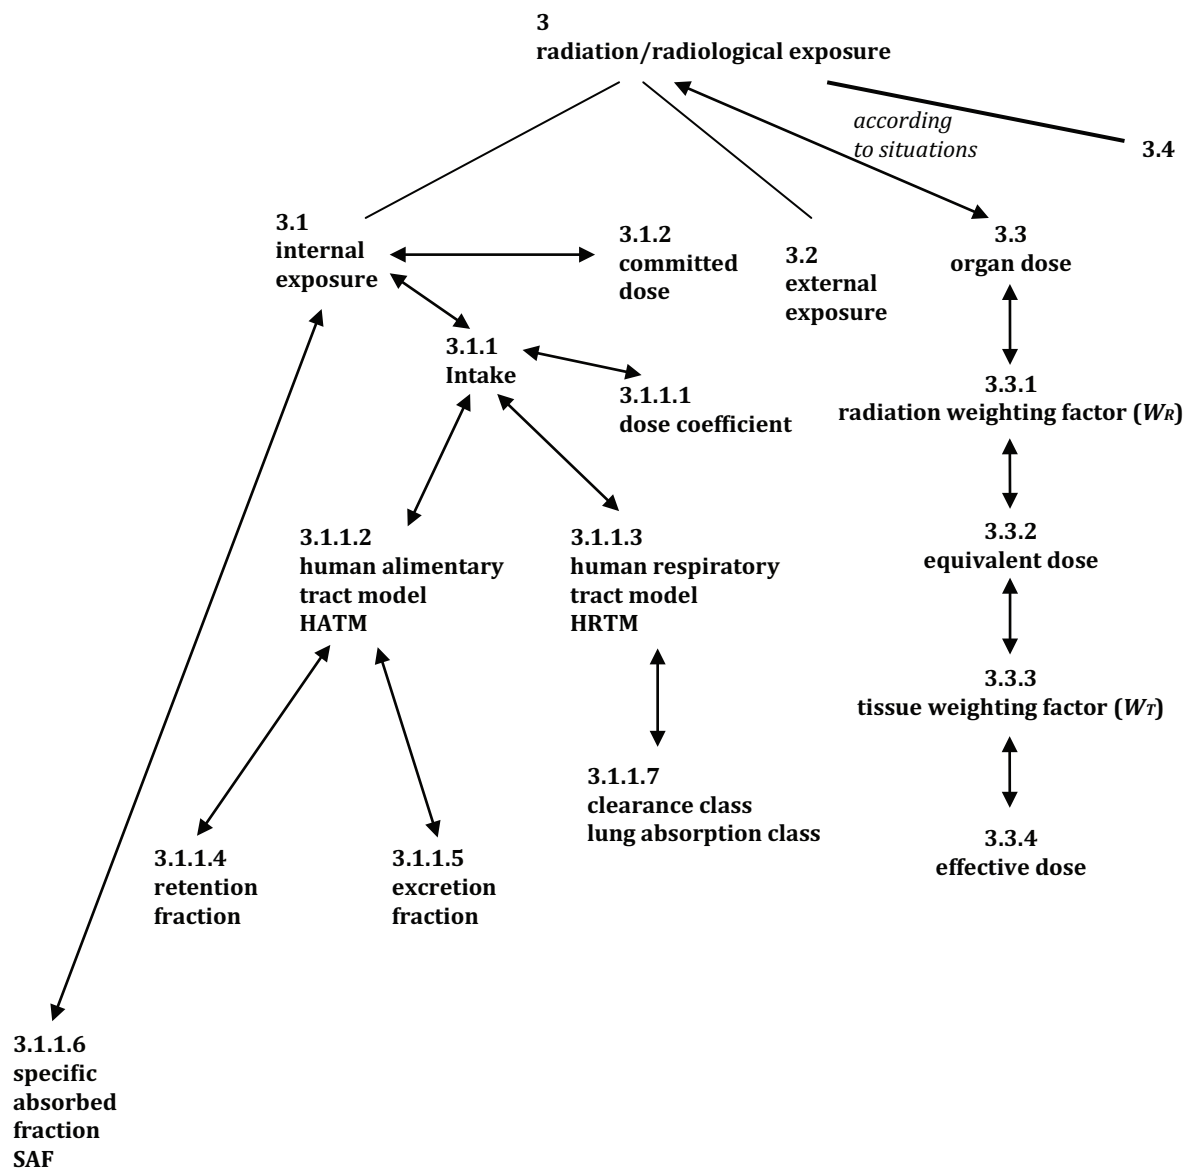 3
radiation/radiological exposure
according
to situations
3.4
3.1
internal
exposure
3.1.2
committed
dose
3.2
external
exposure
3.3
organ dose
3.1.1
Intake
3.1.1.1
dose coefficient
3.3.1
radiation weighting factor (WR)
3.1.1.2
human alimentary
tract model
HATM
3.1.1.3
human respiratory
tract model
HRTM
3.3.2
equivalent dose
3.3.3
tissue weighting factor (WT)
3.1.1.7
clearance class
lung absorption class
3.3.4
effective dose
3.1.1.4
retention
fraction
3.1.1.5
excretion
fraction
3.1.1.6
specific
absorbed
fraction
SAF